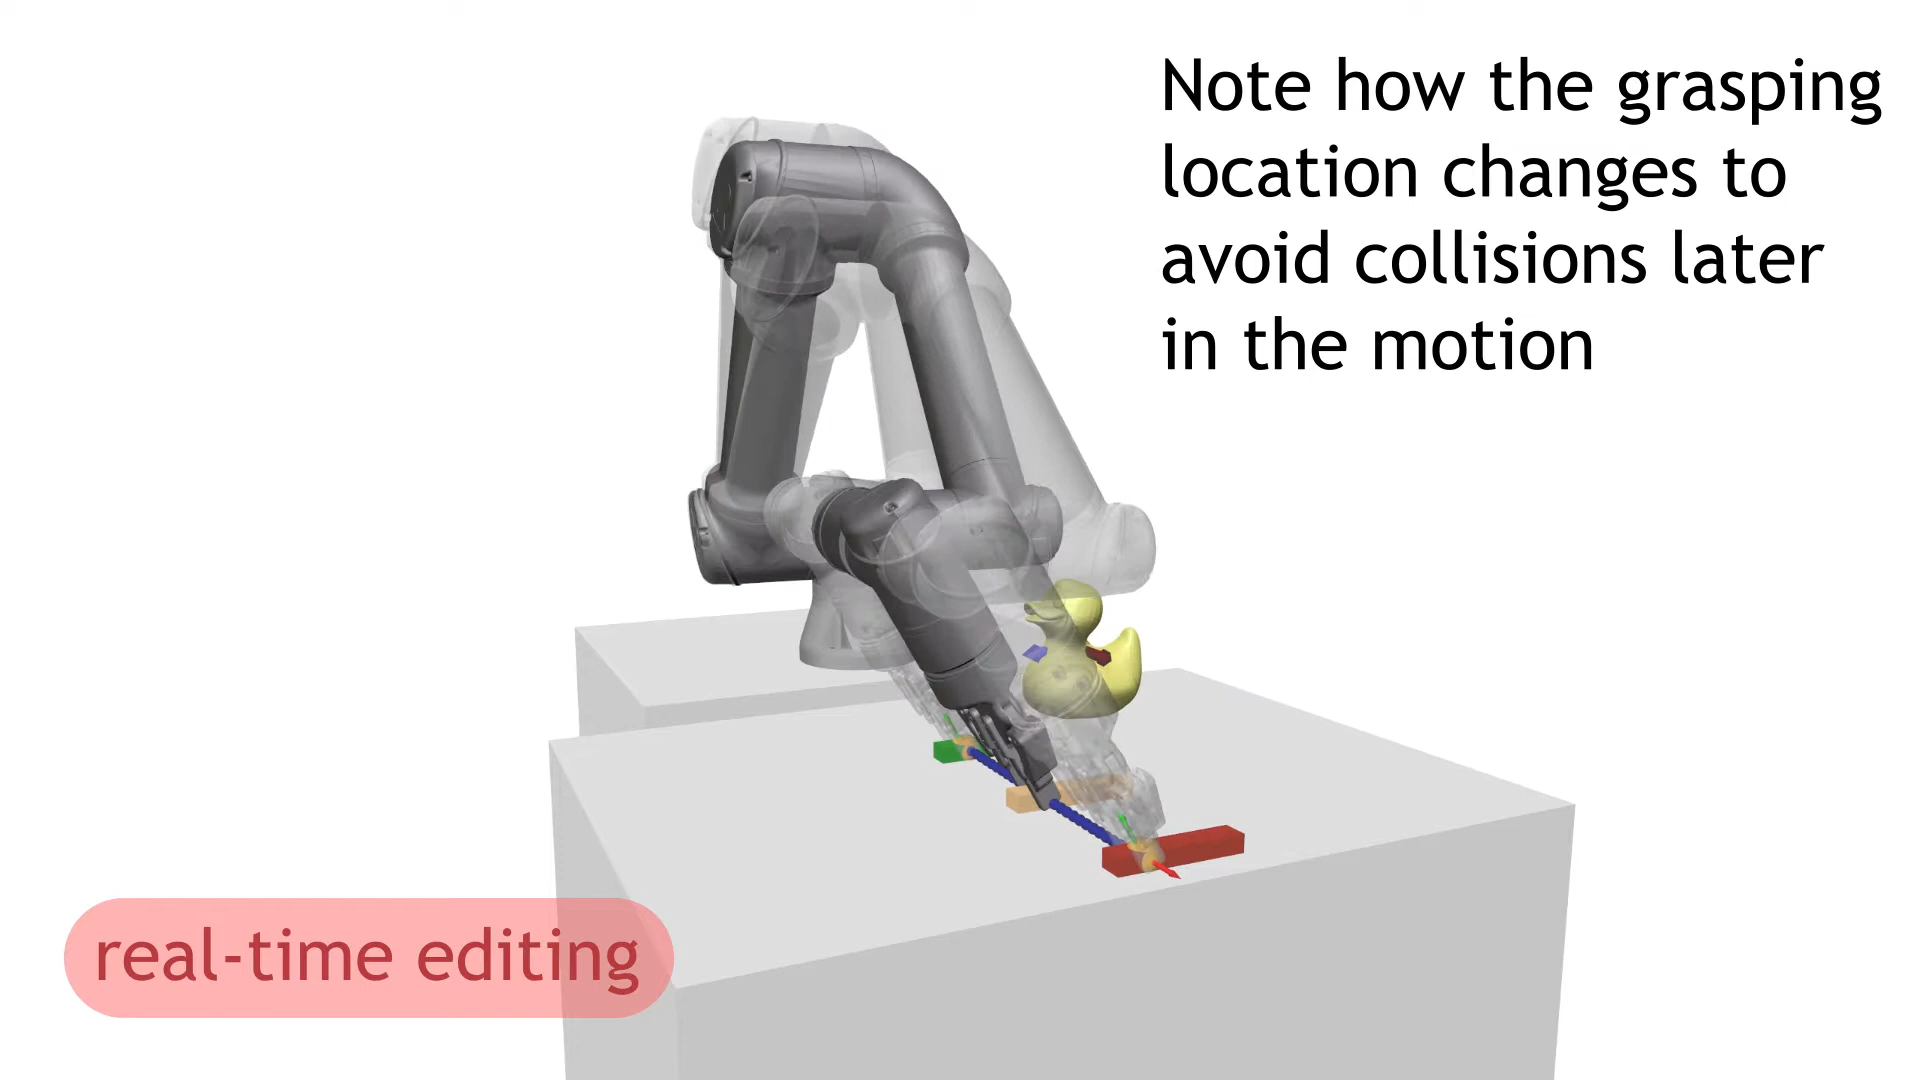 Note how the grasping
location changes to
avoid collisions later
in the motion
real-time editing